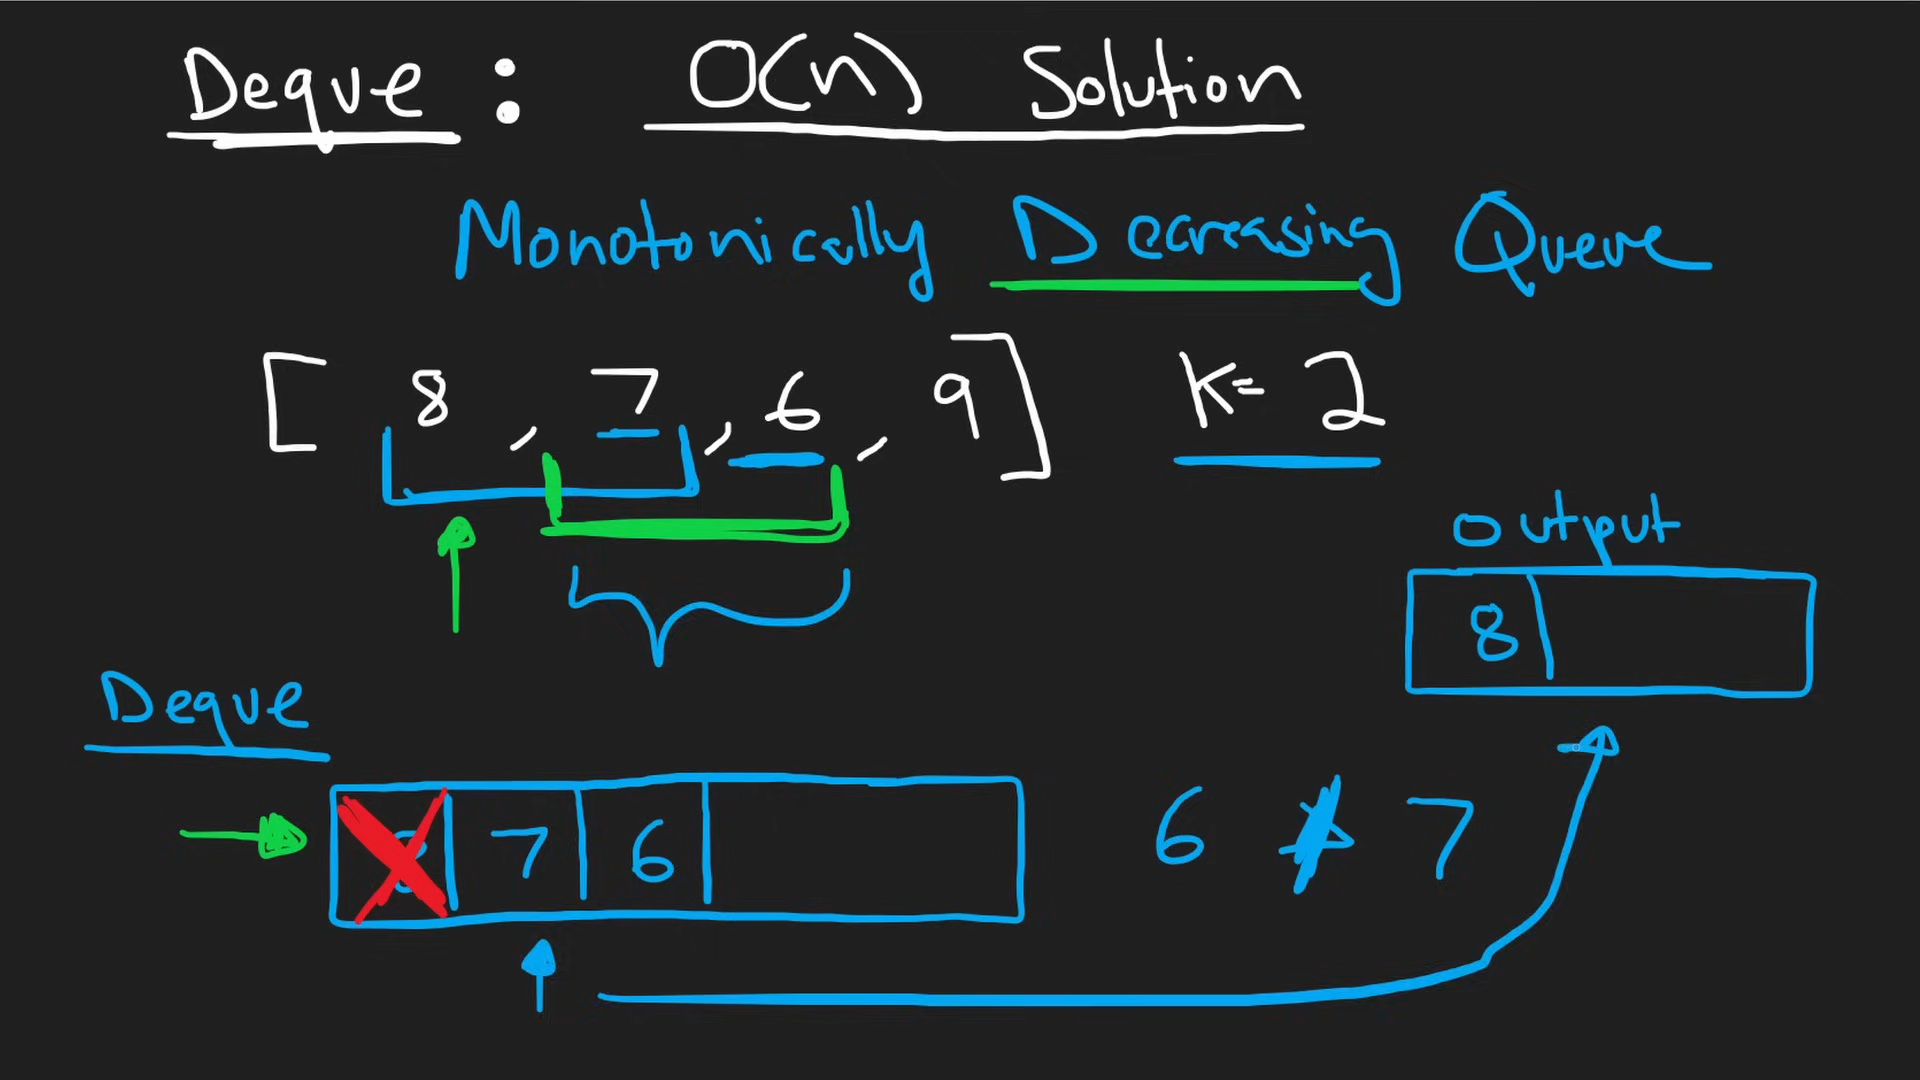 Deque : O(n) Solution
Monotonically Decreasing Queue
[ 8 , 7 , 6 , 9 ] K= 2
output
8
Deque
7 6
6 7